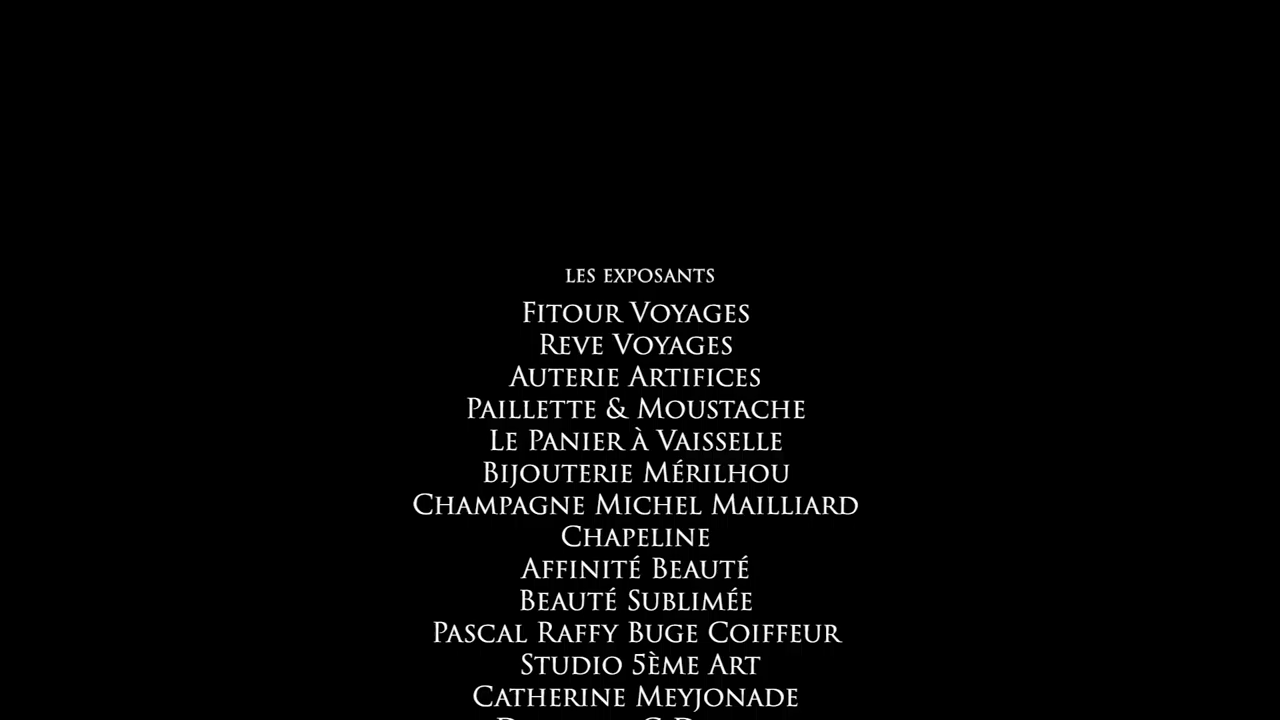 LES EXPOSANTS
FITOUR VOYAGES
REVE VOYAGES
AUTERIE ARTIFICES
PAILLETTE & MOUSTACHE
LE PANIER À VAISSELLE
BIJOUTERIE MÉRILHOU
CHAMPAGNE MICHEL MAILLIARD
CHAPELINE
AFFINITÉ BEAUTÉ
BEAUTÉ SUBLIMÉE
PASCAL RAFFY BUGE COIFFEUR
STUDIO 5ÈME ART
CATHERINE MEYJONADE